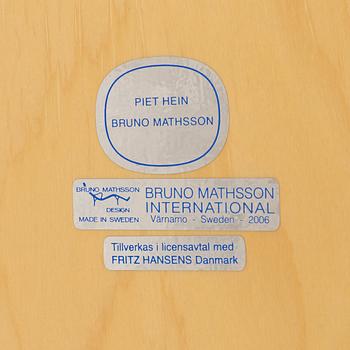 PIET HEIN
BRUNO MATHSSON
BRUNO MATHSSON
DESIGN
MADE IN SWEDEN
BRUNO MATHSSON
INTERNATIONAL
Värnamo - Sweden - 2006
Tillverkas i licensavtal med
FRITZ HANSENS Danmark